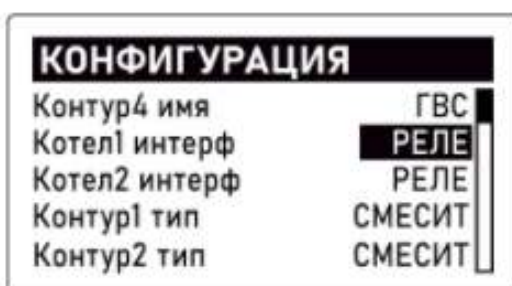 КОНФИГУРАЦИЯ
Контур4 имя ГВС
Котел1 интерф РЕЛЕ
Котел2 интерф РЕЛЕ
Контур1 тип СМЕСИТ
Контур2 тип СМЕСИТ